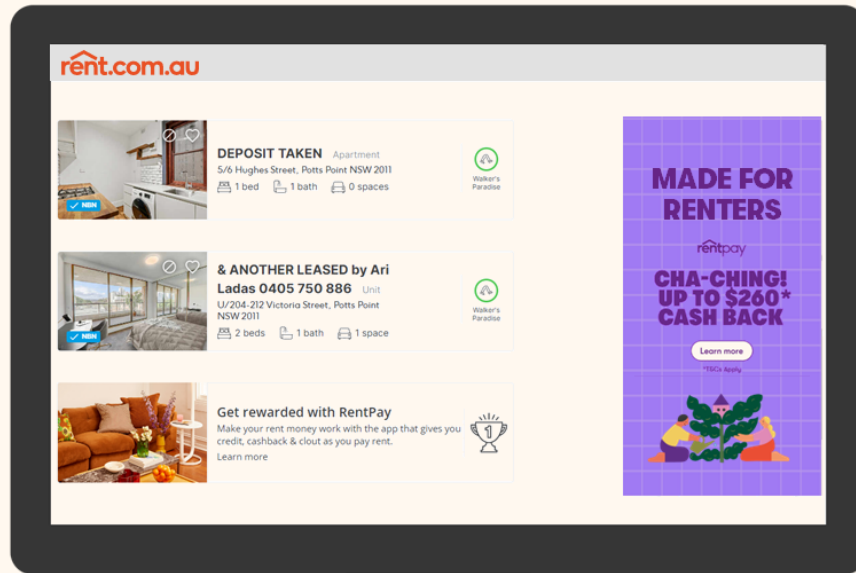 rent.com.au
DEPOSIT TAKEN Apartment
5/6 Hughes Street, Potts Point NSW 2011
1 bed 1 bath 0 spaces
Walker's
Paradise
NBN
& ANOTHER LEASED by Ari
Ladas 0405 750 886 Unit
U/204-212 Victoria Street, Potts Point
NSW 2011
2 beds 1 bath 1 space
Walker's
Paradise
NBN
Get rewarded with RentPay
Make your rent money work with the app that gives you
credit, cashback & clout as you pay rent.
Learn more
1
MADE FOR
RENTERS
rentpay
CHA-CHING!
UP TO $260*
CASH BACK
Learn more
*T&Cs Apply